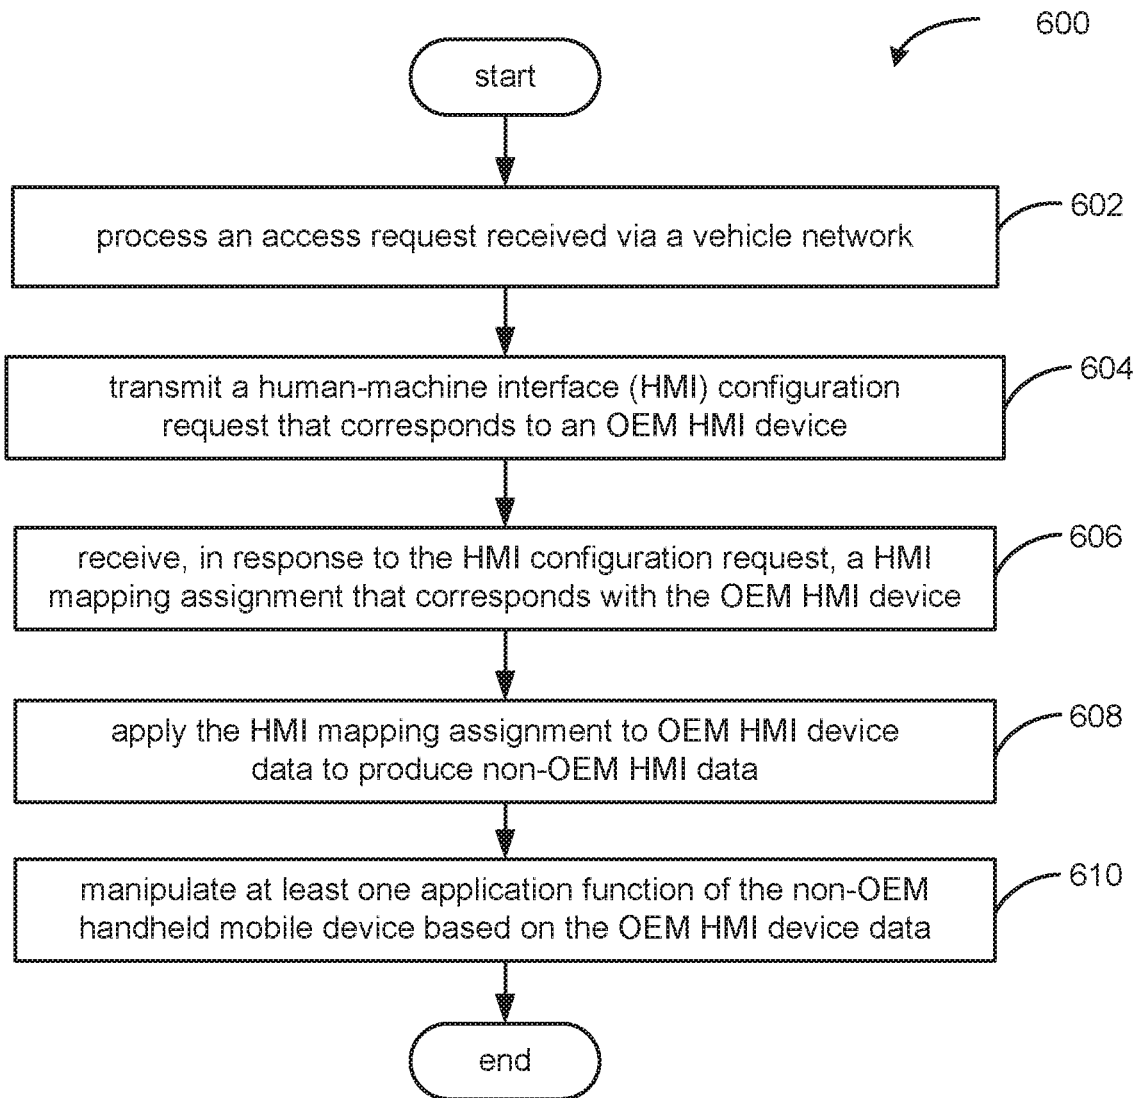 600
start
process an access request received via a vehicle network
602
transmit a human-machine interface (HMI) configuration
request that corresponds to an OEM HMI device
604
receive, in response to the HMI configuration request, a HMI
mapping assignment that corresponds with the OEM HMI device
606
apply the HMI mapping assignment to OEM HMI device
data to produce non-OEM HMI data
608
manipulate at least one application function of the non-OEM
handheld mobile device based on the OEM HMI device data
610
end